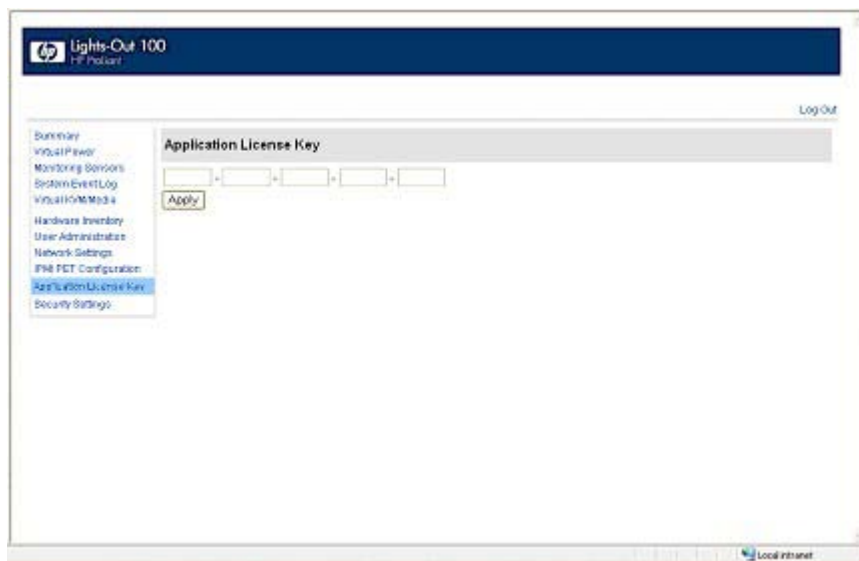 hp
Lights-Out 100
HP ProLiant
Log Out
Summary
Virtual Power
Monitoring Sensors
System Event Log
Virtual KVM/Media
Hardware Inventory
User Administration
Network Settings
IPMI PET Configuration
Application License Key
Security Settings
Application License Key
- - - -
Apply
Local intranet